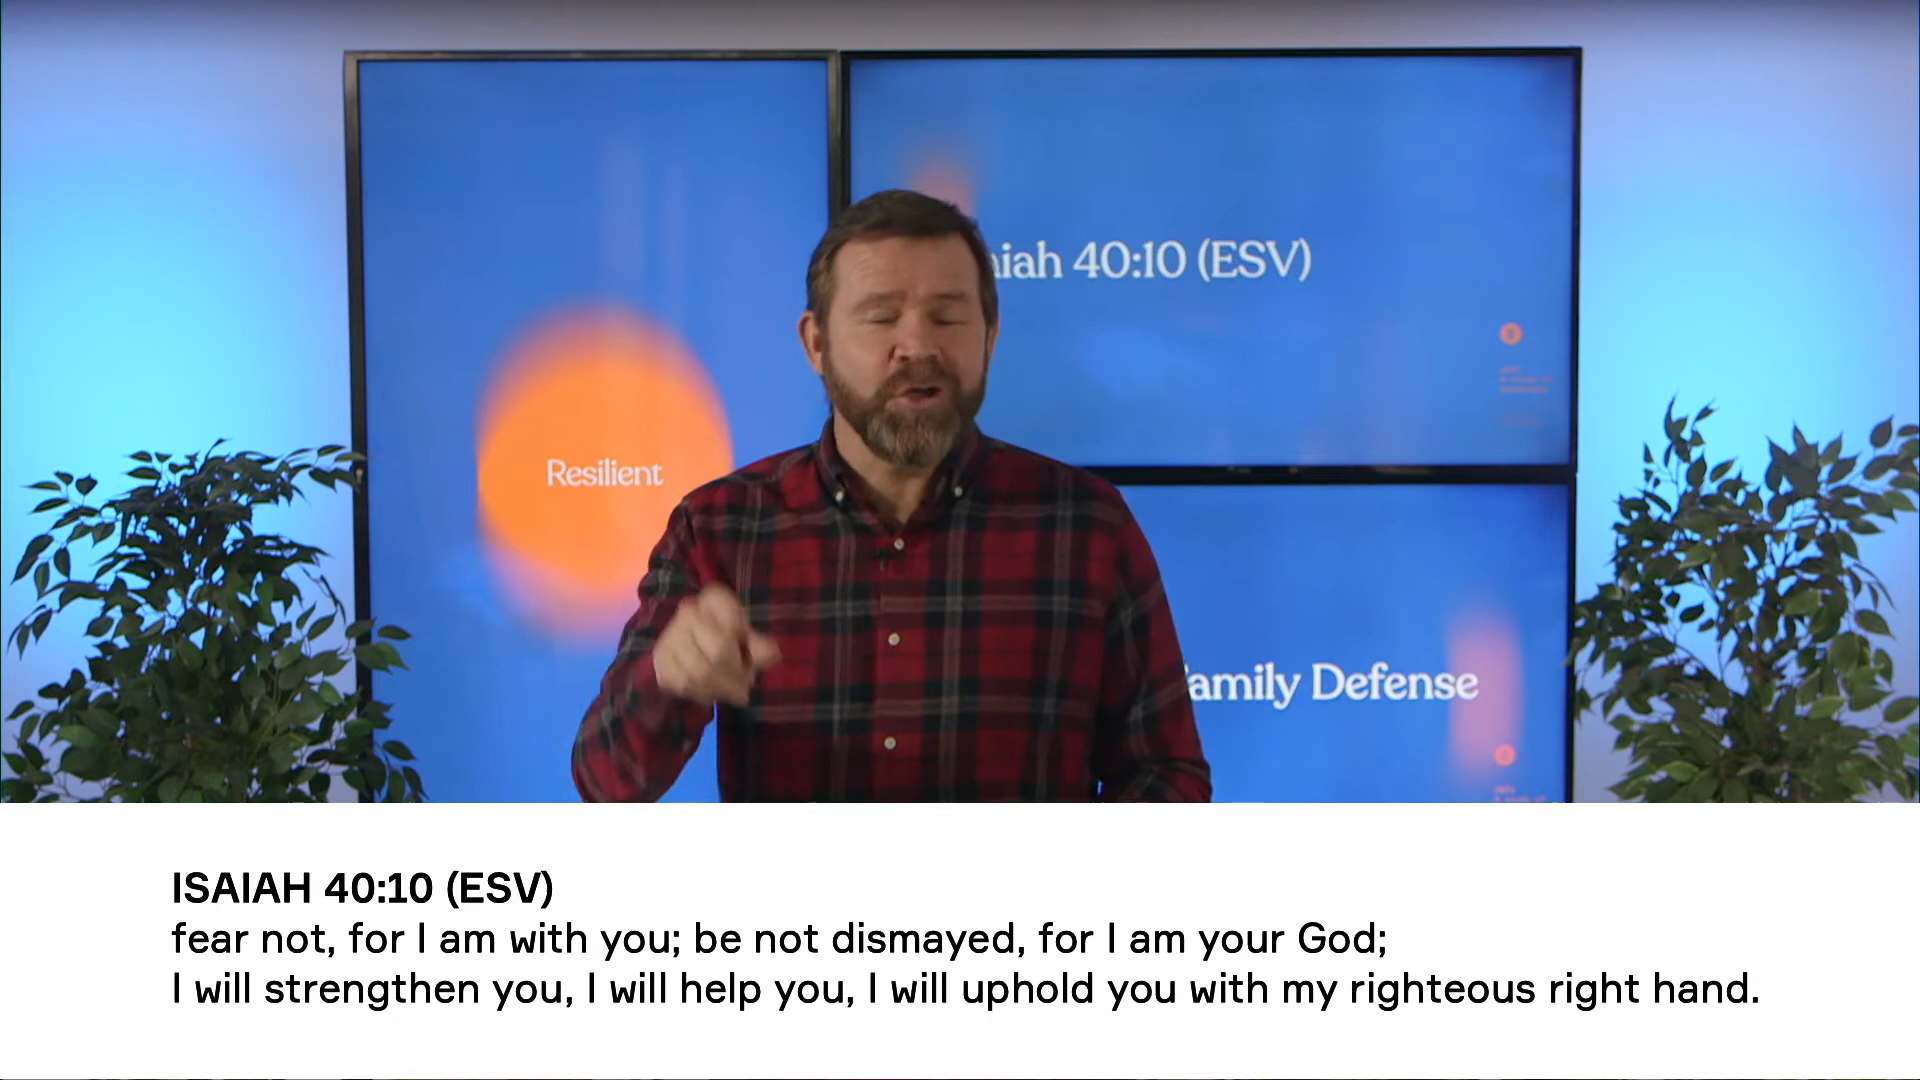 Resilient
aiah 40:10 (ESV)
amily Defense
ISAIAH 40:10 (ESV)
fear not, for I am with you; be not dismayed, for I am your God;
I will strengthen you, I will help you, I will uphold you with my righteous right hand.